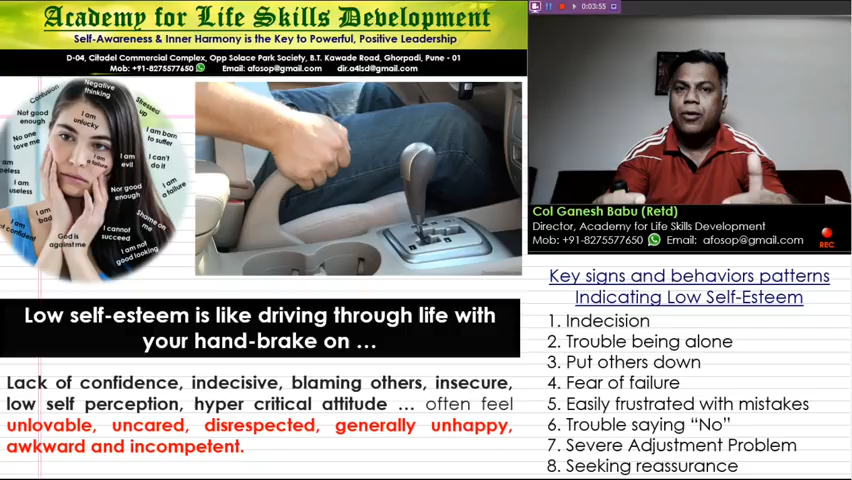 Academy for Life Skills Development
Self-Awareness & Inner Harmony is the Key to Powerful, Positive Leadership
D-04, Citadel Commercial Complex, Opp Solace Park Society, B.T. Kawade Road, Ghorpadi, Pune - 01
Mob: +91-8275577650 Email: afosop@gmail.com dir.a4lsd@gmail.com
Negative
thinking
Confusion
Stressed
up
Not good
enough
I am
unlucky
I am born
to suffer
No one
love me
I am
a failure
I am
evil
I can't
do it
I am
useless
Not good
enough
I am
a failure
I am
bad
Shame on
me
God is
against me
I cannot
succeed
I am not
good looking
Low self-esteem is like driving through life with
your hand-brake on ...
Lack of confidence, indecisive, blaming others, insecure,
low self perception, hyper critical attitude ... often feel
unlovable, uncared, disrespected, generally unhappy,
awkward and incompetent.
0:03:55
Col Ganesh Babu (Retd)
Director, Academy for Life Skills Development
Mob: +91-8275577650 Email: afosop@gmail.com
REC
Key signs and behaviors patterns
Indicating Low Self-Esteem
1. Indecision
2. Trouble being alone
3. Put others down
4. Fear of failure
5. Easily frustrated with mistakes
6. Trouble saying “No”
7. Severe Adjustment Problem
8. Seeking reassurance